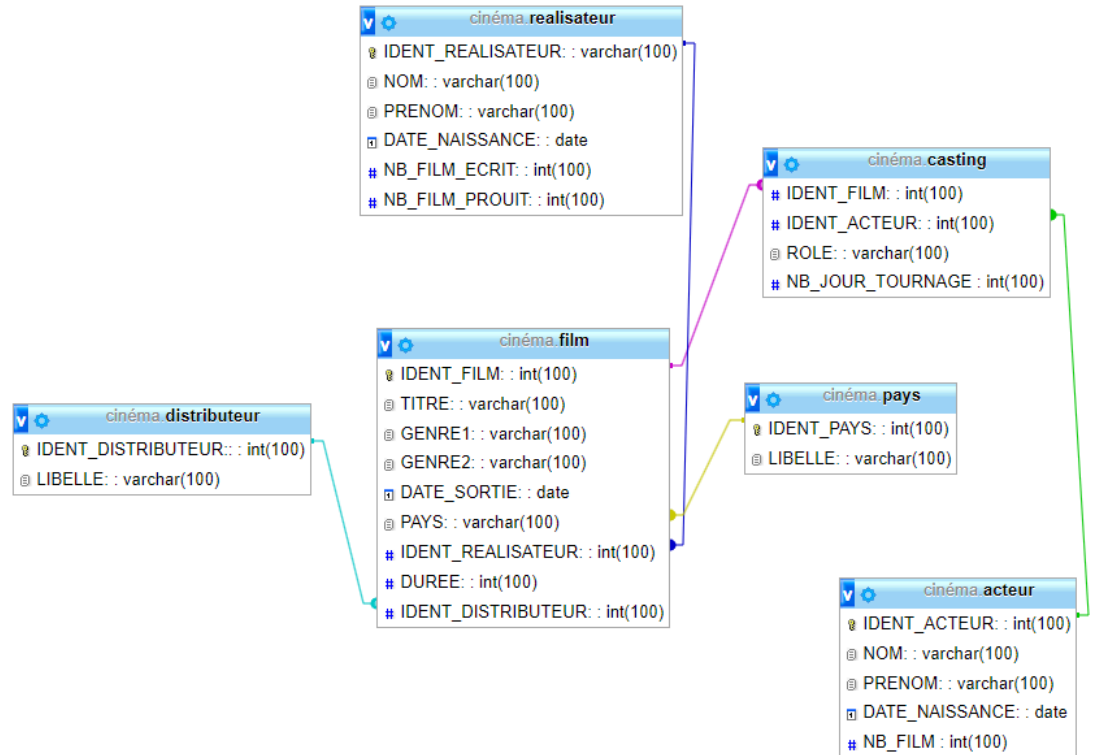 cinéma.realisateur
IDENT_REALISATEUR: : varchar(100)
NOM: : varchar(100)
PRENOM: : varchar(100)
DATE_NAISSANCE: : date
NB_FILM_ECRIT: : int(100)
NB_FILM_PROUIT: : int(100)
cinéma.casting
IDENT_FILM: : int(100)
IDENT_ACTEUR: : int(100)
ROLE: : varchar(100)
NB_JOUR_TOURNAGE : int(100)
cinéma.film
IDENT_FILM: : int(100)
TITRE: : varchar(100)
GENRE1: : varchar(100)
GENRE2: : varchar(100)
DATE_SORTIE: : date
PAYS: : varchar(100)
IDENT_REALISATEUR: : int(100)
DUREE: : int(100)
IDENT_DISTRIBUTEUR: : int(100)
cinéma.distributeur
IDENT_DISTRIBUTEUR:: : int(100)
LIBELLE: : varchar(100)
cinéma.pays
IDENT_PAYS: : int(100)
LIBELLE: : varchar(100)
cinéma.acteur
IDENT_ACTEUR: : int(100)
NOM: : varchar(100)
PRENOM: : varchar(100)
DATE_NAISSANCE: : date
NB_FILM : int(100)